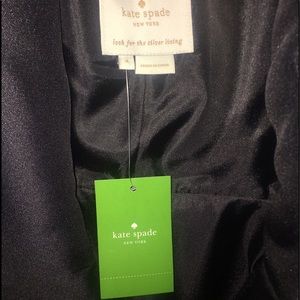 kate spade
NEW YORK
look for the silver lining
kate spade
NEW YORK